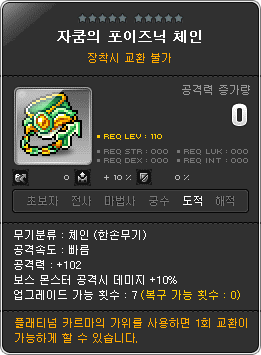 자쿰의 포이즈닉 체인
장착시 교환 불가
공격력 증가량
0
REQ LEV : 110
REQ STR : 000 REQ LUK : 000
REQ DEX : 000 REQ INT : 000
0 + 10 % 0 %
초보자 전사 마법사 궁수 도적 해적
무기분류 : 체인 (한손무기)
공격속도 : 빠름
공격력 : +102
보스 몬스터 공격시 데미지 +10%
업그레이드 가능 횟수 : 7 (복구 가능 횟수 : 0)
플래티넘 카르마의 가위를 사용하면 1회 교환이
가능하게 할 수 있습니다.